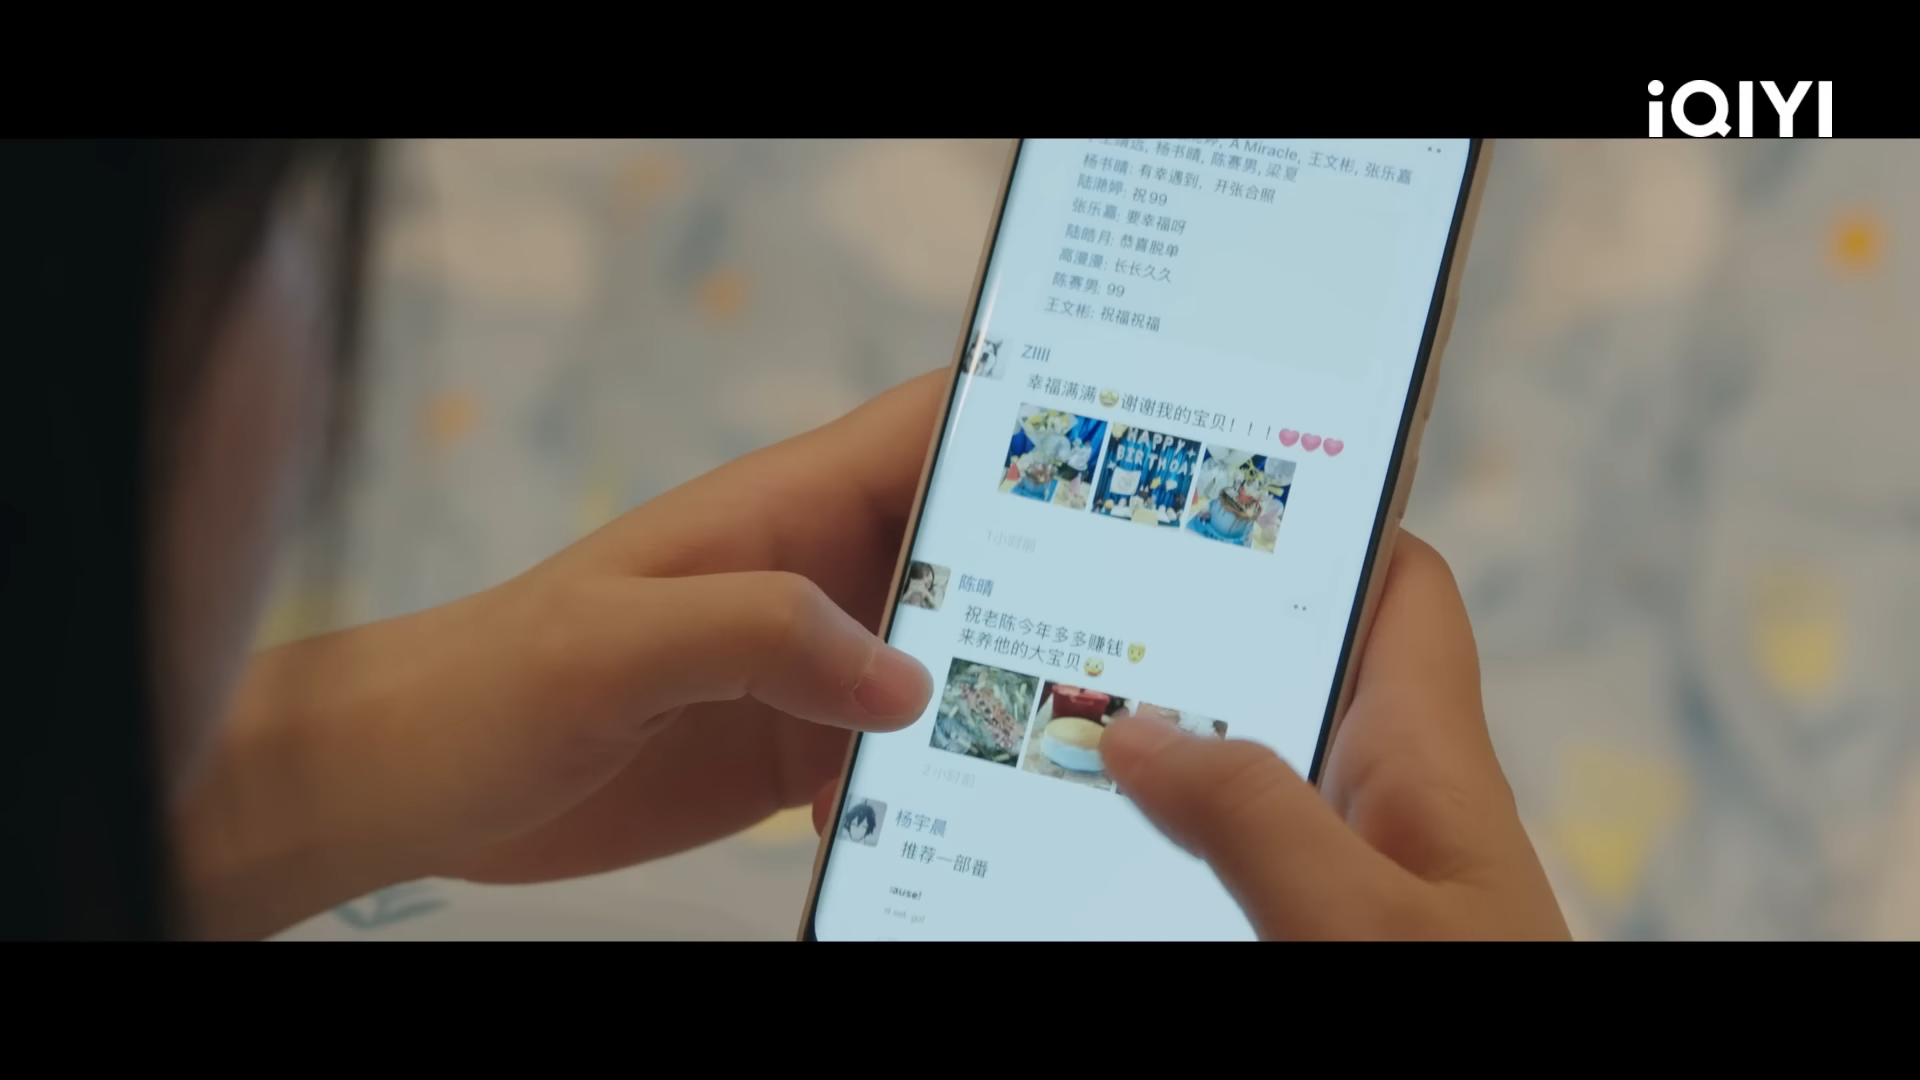 iQIYI
A Miracle, 王文彬, 张乐嘉
杨书晴, 陈赛男, 梁夏
杨书晴: 有幸遇到, 开张合照
陆滟婷: 祝99
张乐嘉: 要幸福呀
陆皓月: 恭喜脱单
高漫漫: 长长久久
陈赛男: 99
王文彬: 祝福祝福
ZIIII
幸福满满🤩谢谢我的宝贝！！！💗💗💗
HAPPY
BIRTHDAY
1小时前
陈晴
祝老陈今年多多赚钱
来养他的大宝贝
2小时前
杨宇晨
推荐一部番
ause!